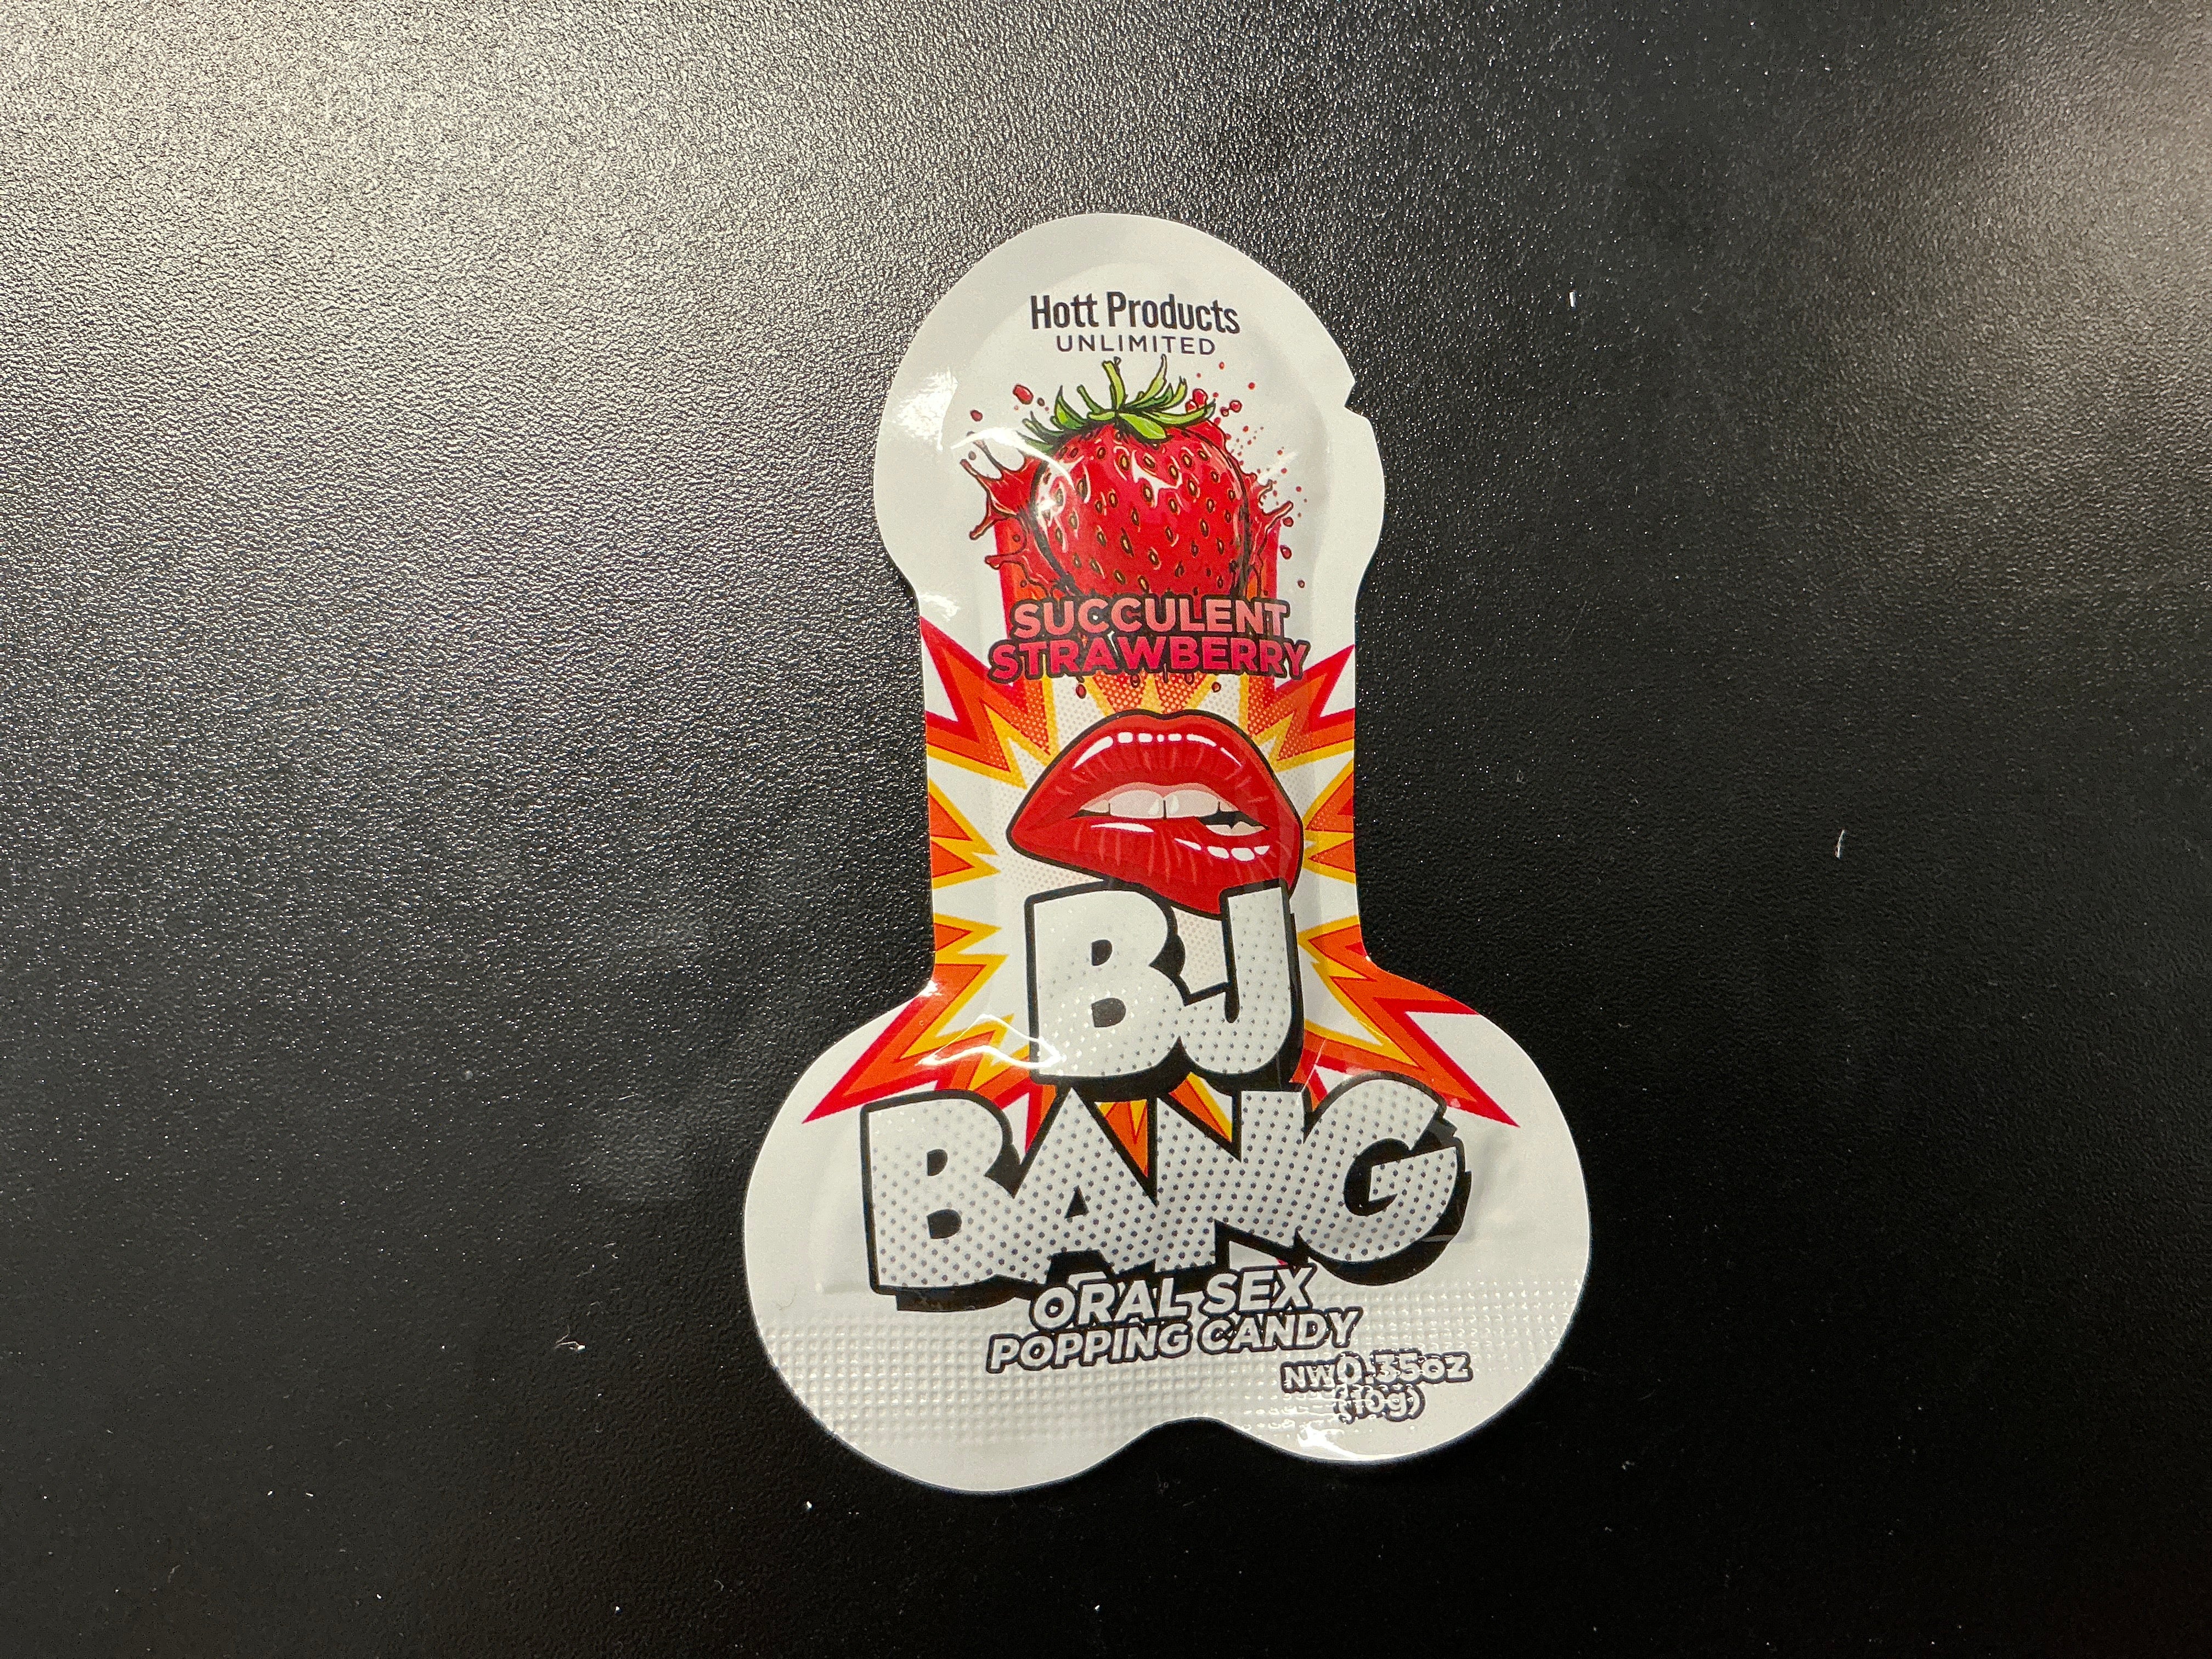 Hott Products
UNLIMITED
SUCCULENT
STRAWBERRY
BJ
BANG
ORAL SEX
POPPING CANDY
NW0.35oz
(10g)